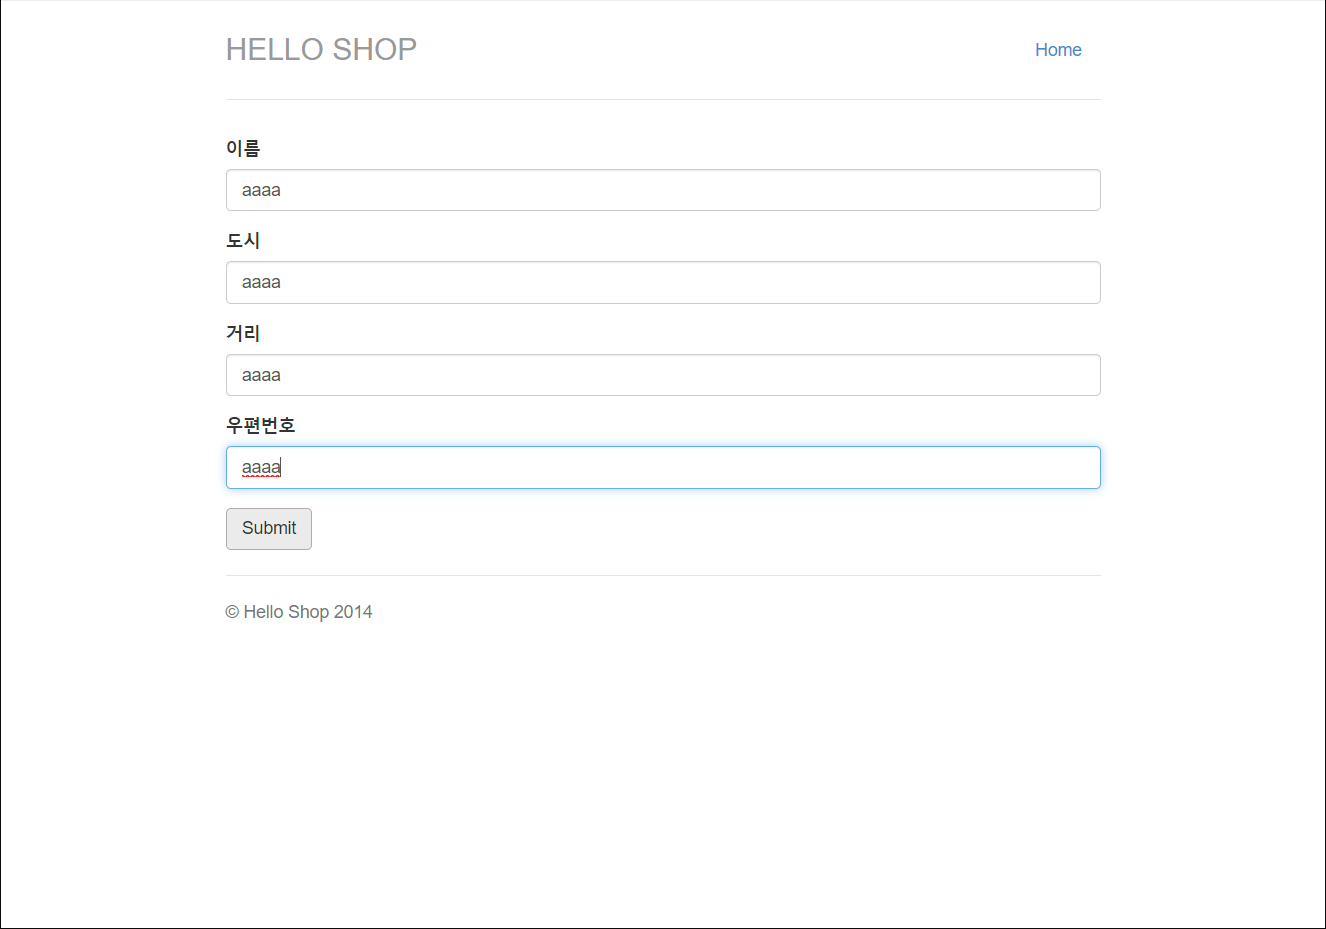 HELLO SHOP
Home
이름
aaaa
도시
aaaa
거리
aaaa
우편번호
aaaa
Submit
© Hello Shop 2014